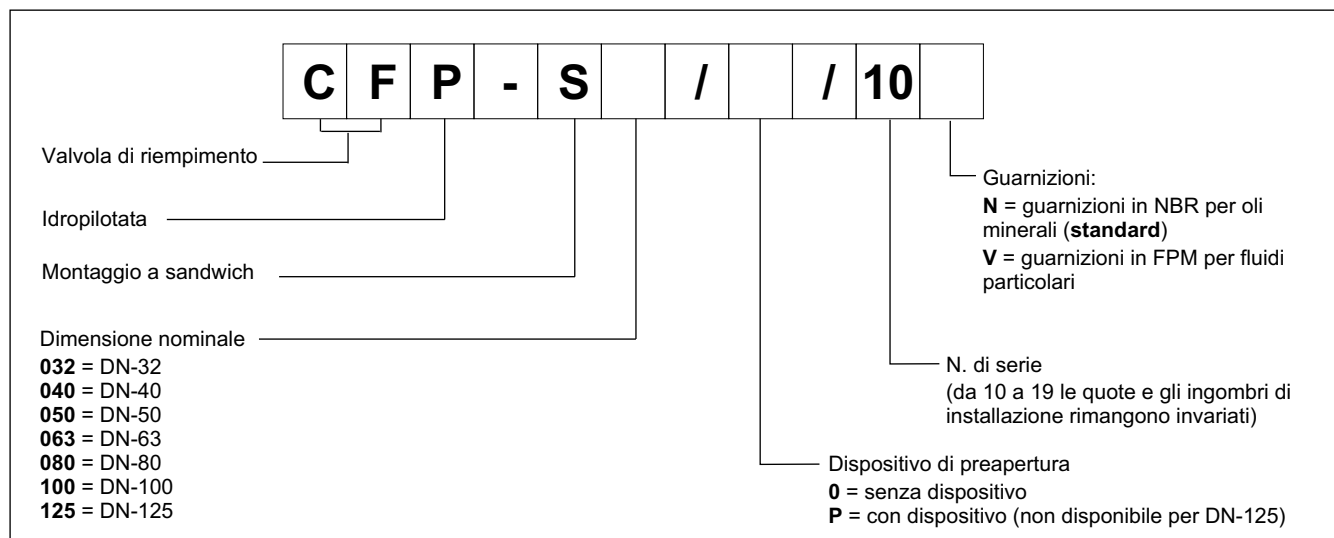 C F P - S / / 10
Valvola di riempimento
Idropilotata
Montaggio a sandwich
Dimensione nominale
032 = DN-32
040 = DN-40
050 = DN-50
063 = DN-63
080 = DN-80
100 = DN-100
125 = DN-125
Guarnizioni:
N = guarnizioni in NBR per oli
minerali (standard)
V = guarnizioni in FPM per fluidi
particolari
N. di serie
(da 10 a 19 le quote e gli ingombri di
installazione rimangono invariati)
Dispositivo di preapertura
0 = senza dispositivo
P = con dispositivo (non disponibile per DN-125)